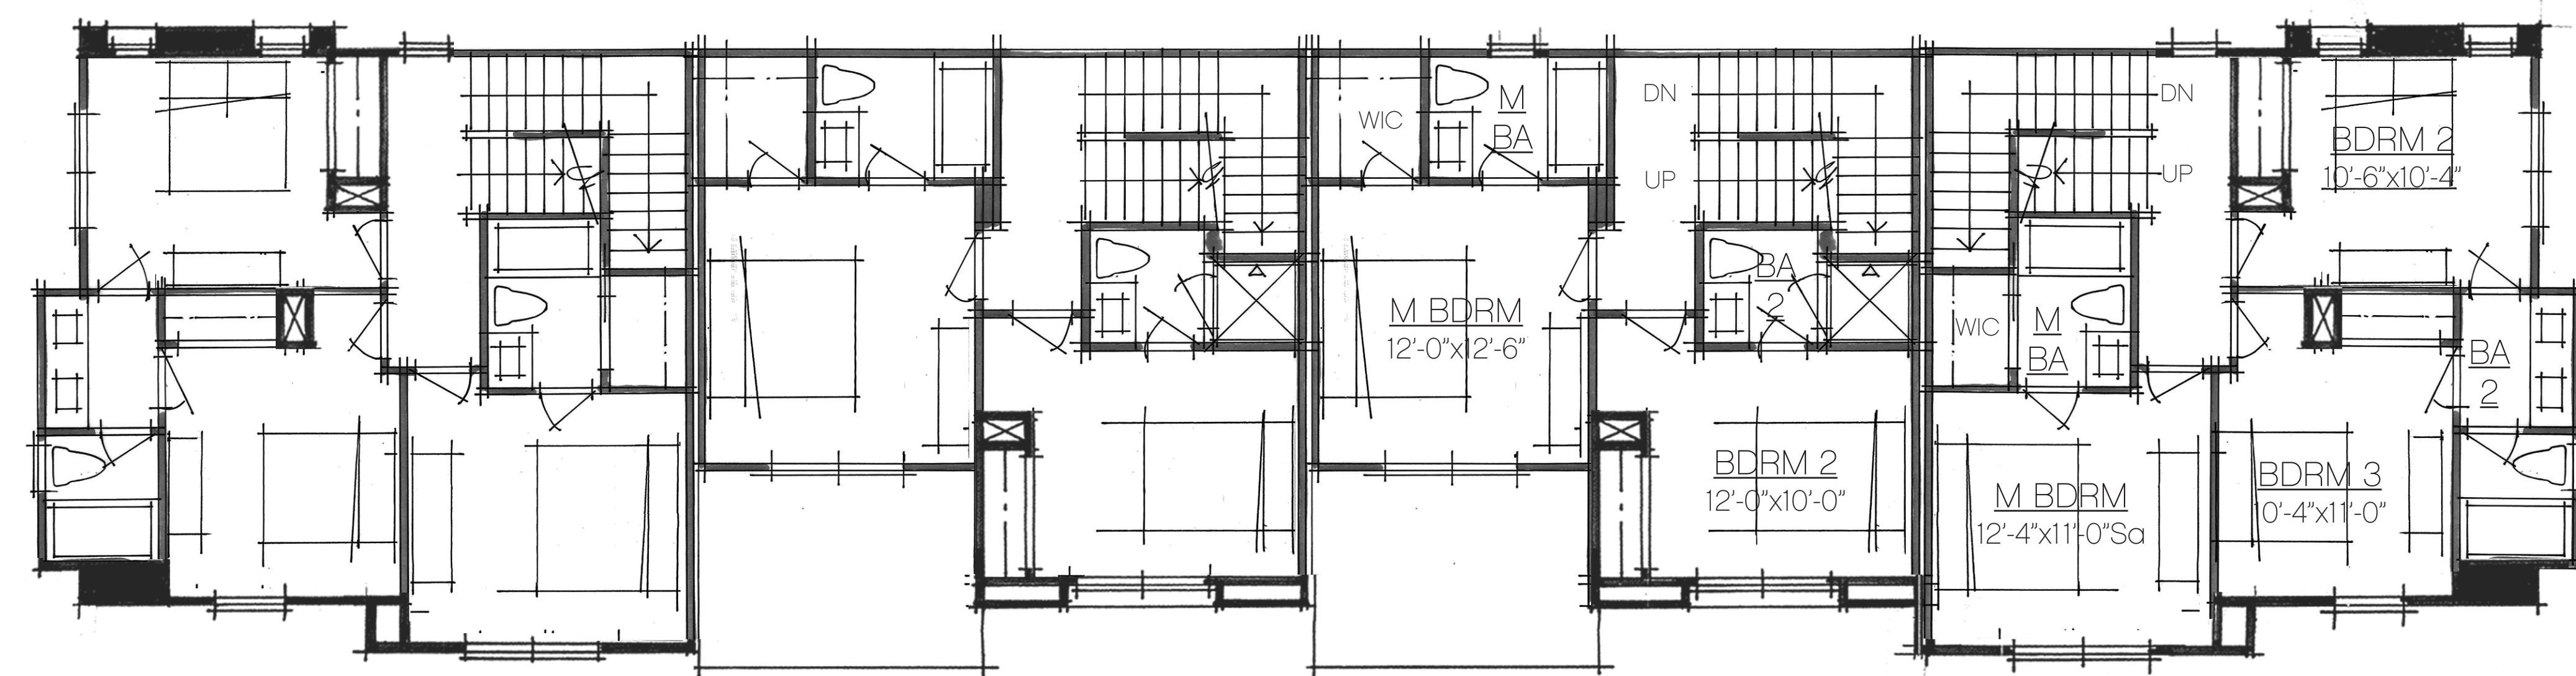 WIC
M
BA
DN
UP
M BDRM
12'-0"x12'-6"
BA
2
BDRM 2
12'-0"x10'-0"
DN
UP
WIC
M
BA
M BDRM
12'-4"x11'-0"Sa
BDRM 2
10'-6"x10'-4"
BA
2
BDRM 3
10'-4"x11'-0"